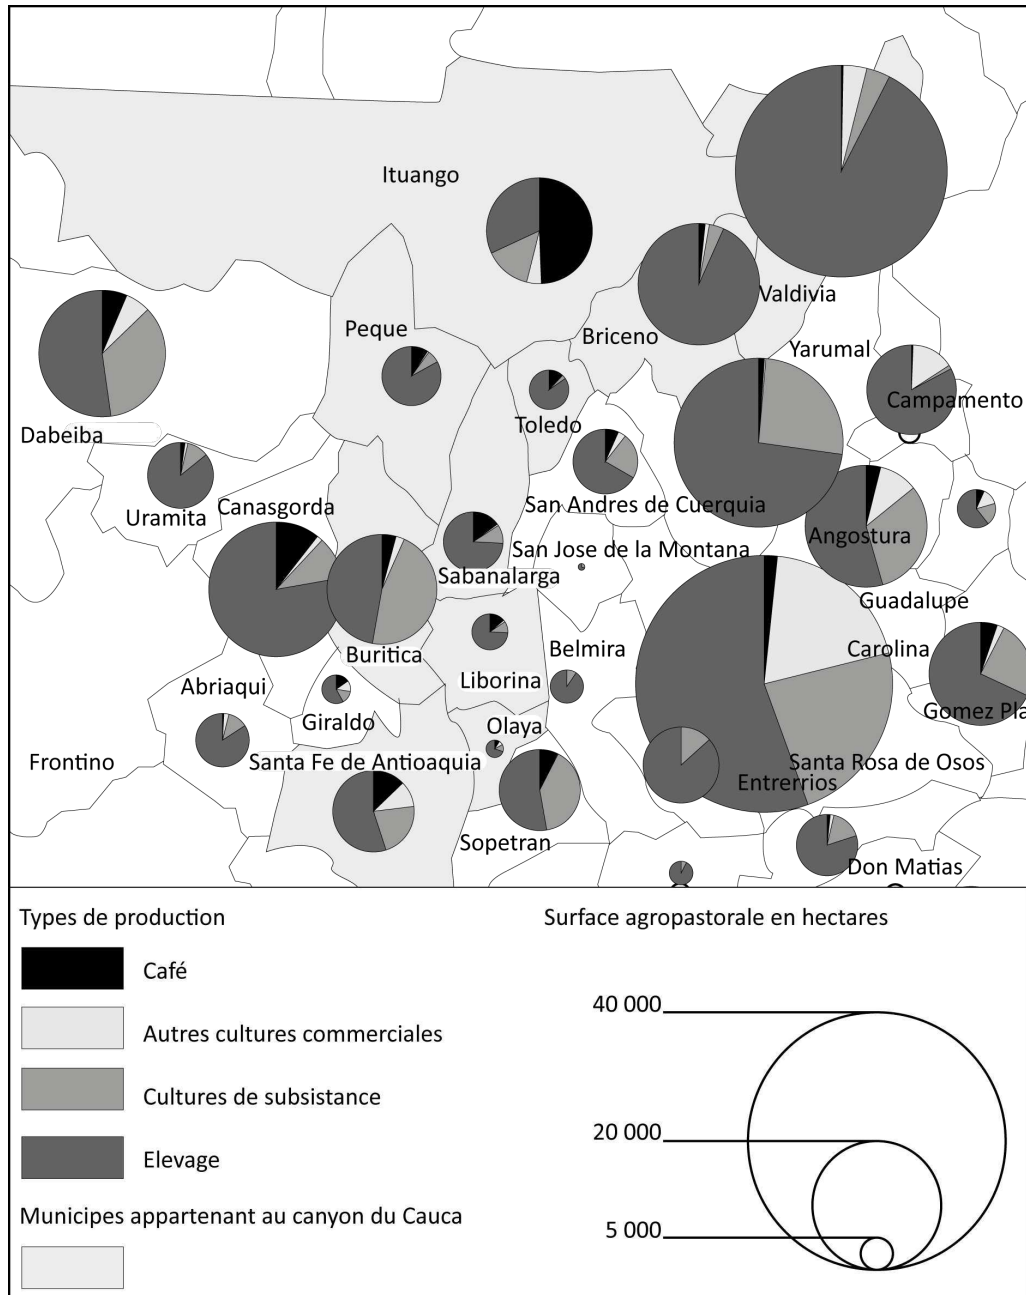 Ituango
Valdivia
Peque
Briceno
Yarumal
Campamento
Toledo
Dabeiba
San Andres de Cuerquia
Canasgorda
Uramita
Angostura
San Jose de la Montana
Sabanalarga
Guadalupe
Belmira
Carolina
Buritica
Liborina
Abriaqui
Gomez Pla
Giraldo
Olaya
Frontino
Santa Fe de Antioaquia
Santa Rosa de Osos
Entrerrios
Sopetran
Don Matias
Types de production
Café
Autres cultures commerciales
Cultures de subsistance
Elevage
Municipes appartenant au canyon du Cauca
Surface agropastorale en hectares
40 000
20 000
5 000